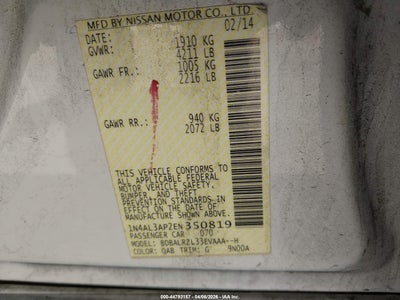 MFD BY NISSAN MOTOR CO., LTD
DATE: 02/14
GVWR: 1910 KG
4211 LB
GAWR FR.: 1005 KG
2216 LB
GAWR RR.: 940 KG
2072 LB
THIS VEHICLE CONFORMS TO
ALL APPLICABLE FEDERAL
MOTOR VEHICLE SAFETY,
BUMPER, AND THEFT
PREVENTION STANDARDS IN
EFFECT ON THE DATE OF
MANUFACTURE SHOWN ABOVE.
1N4AL3AP2EN350819
PASSENGER CAR 070
MODEL: BDBALRZL33EVAAA--H
COLOR: QAB TRIM: G 9N00A
#000-44793157 - 04/06/2026 - IAA Inc.